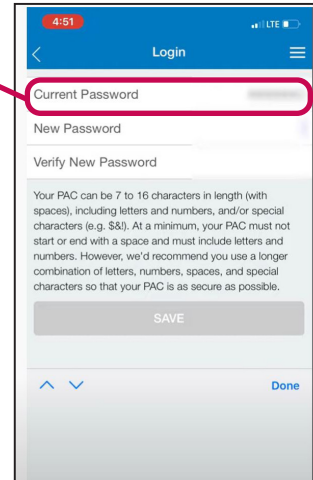 4:51
LTE
Login
Current Password
New Password
Verify New Password
Your PAC can be 7 to 16 characters in length (with
spaces), including letters and numbers, and/or special
characters (e.g. $&!). At a minimum, your PAC must not
start or end with a space and must include letters and
numbers. However, we'd recommend you use a longer
combination of letters, numbers, spaces, and special
characters so that your PAC is as secure as possible.
SAVE
Done